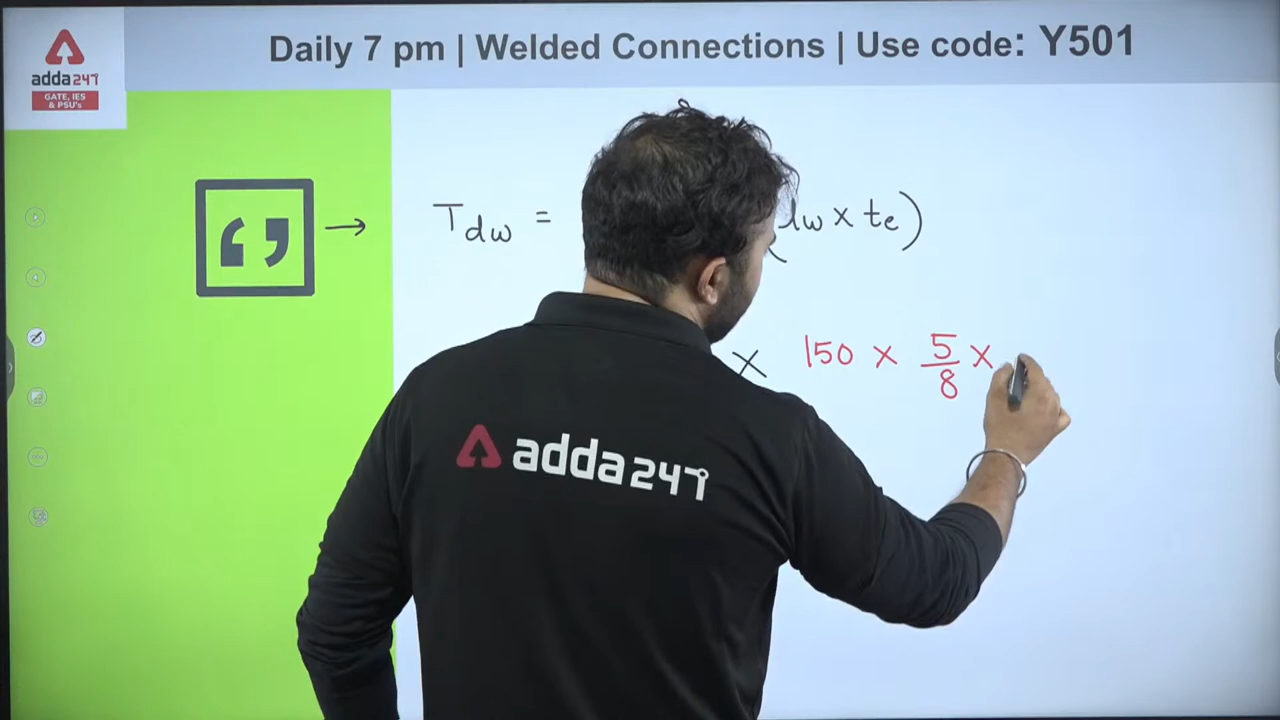 Daily 7 pm | Welded Connections | Use code: Y501
adda247
GATE, IES
& PSU's
Tdw = (lw x te)
x 150 x 5/8 x
adda247